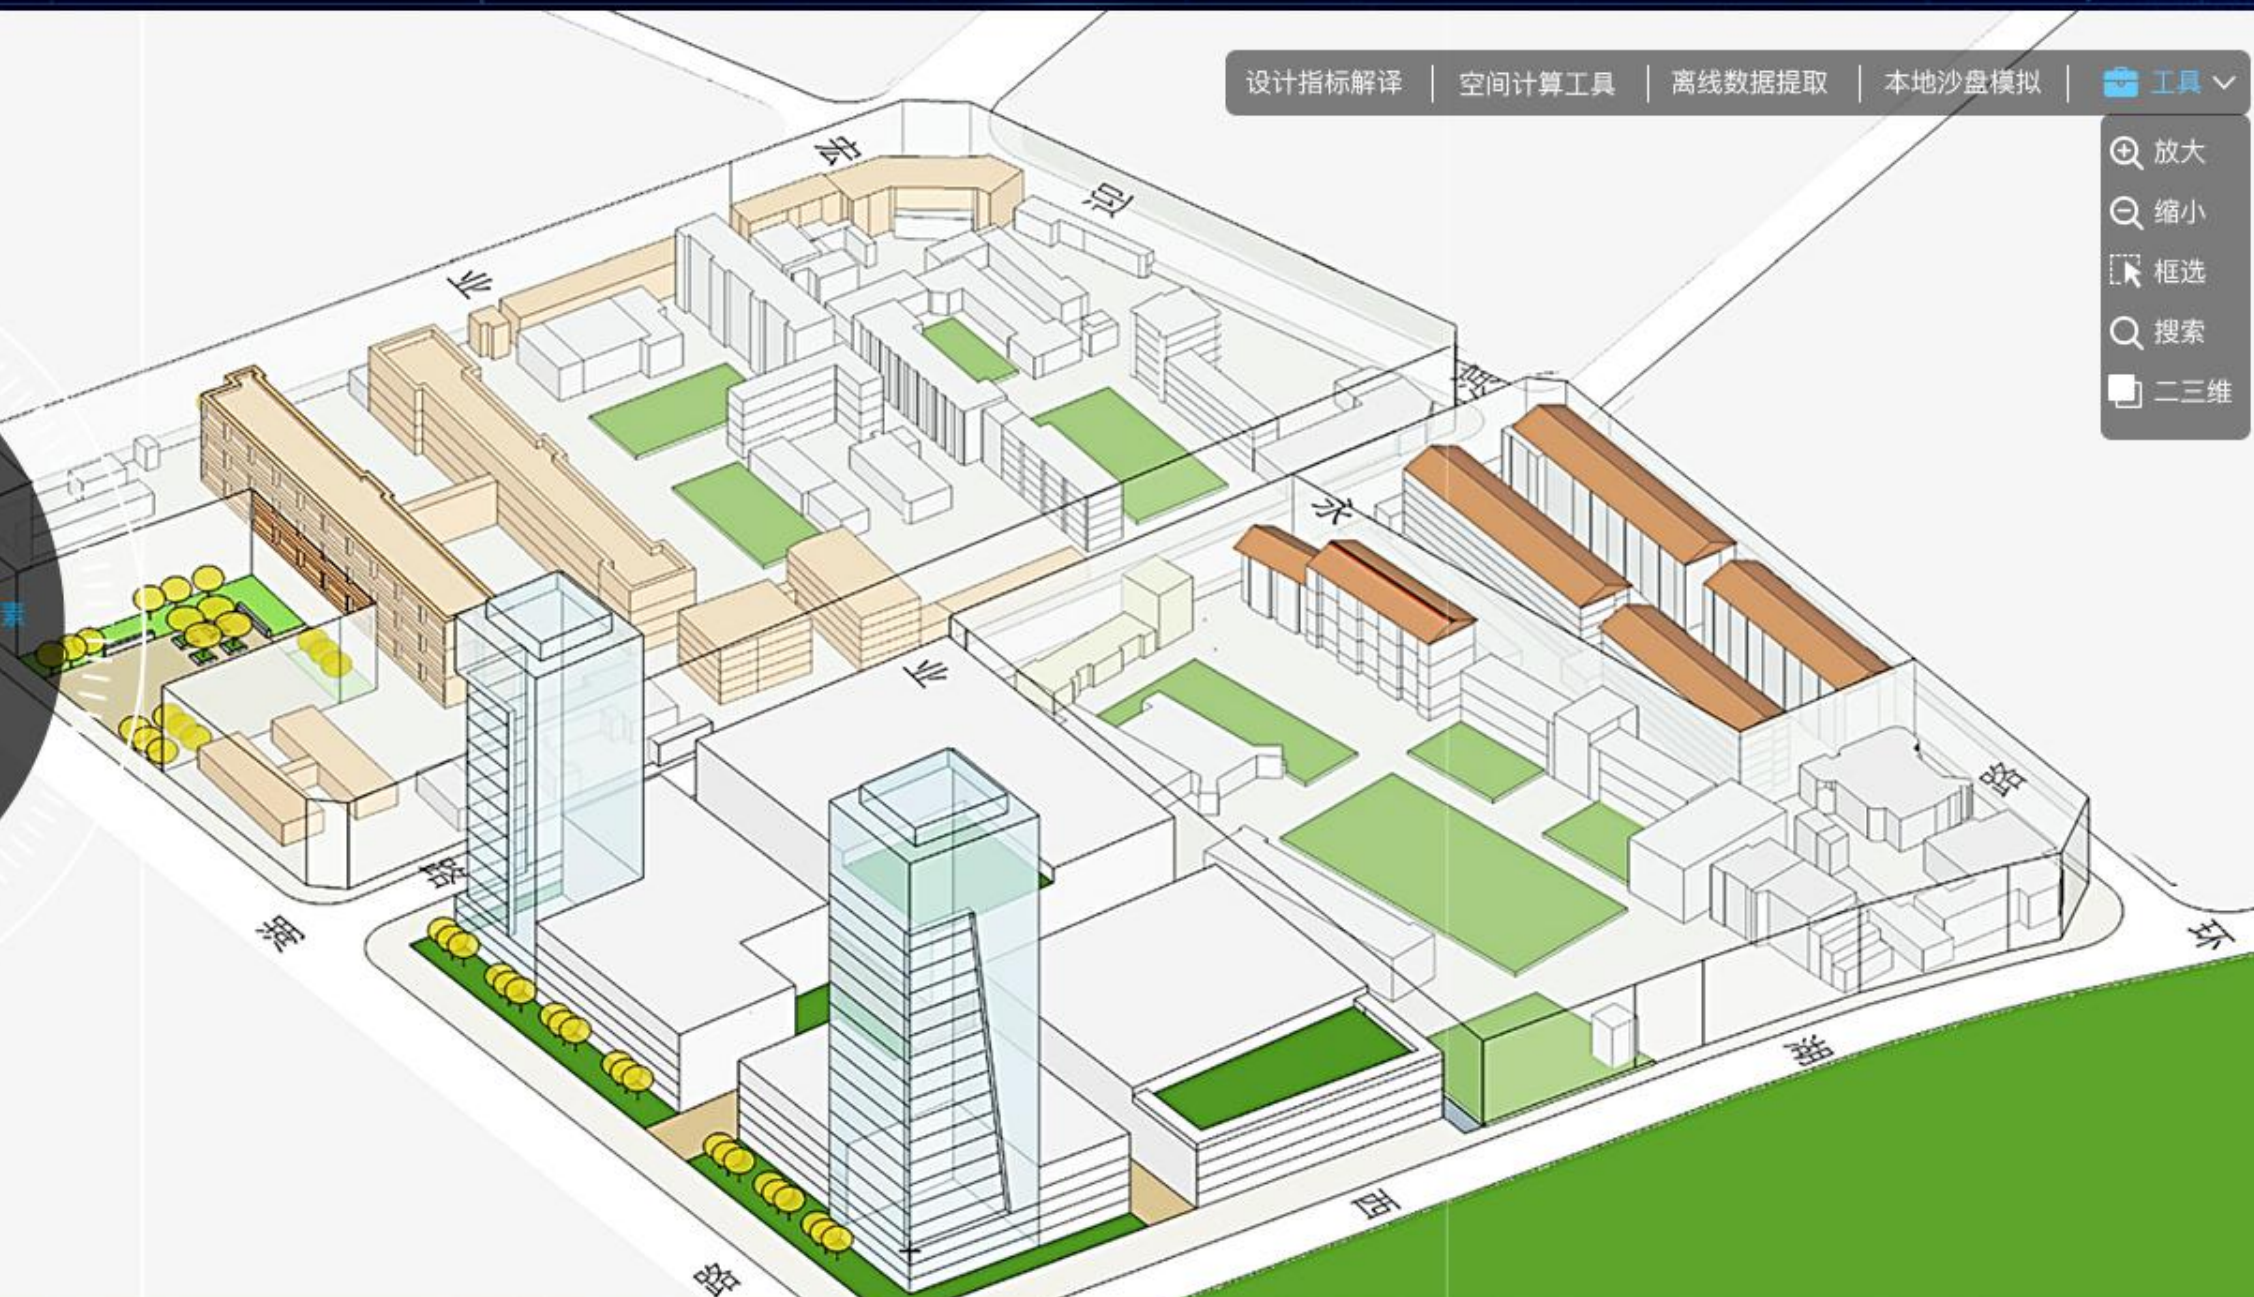 设计指标解译
空间计算工具
离线数据提取
本地沙盘模拟
工具
放大
缩小
框选
搜索
二三维
宏
业
路
永
业
路
环
湖
西
路
素